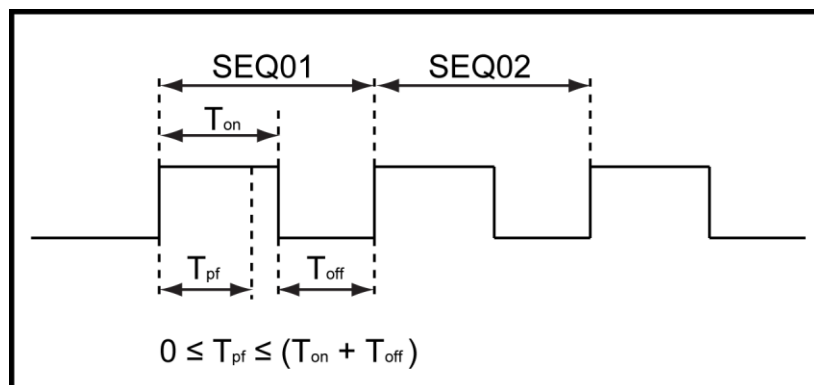 SEQ01 SEQ02
Ton
Tpf Toff
0 ≤ Tpf ≤ (Ton + Toff)